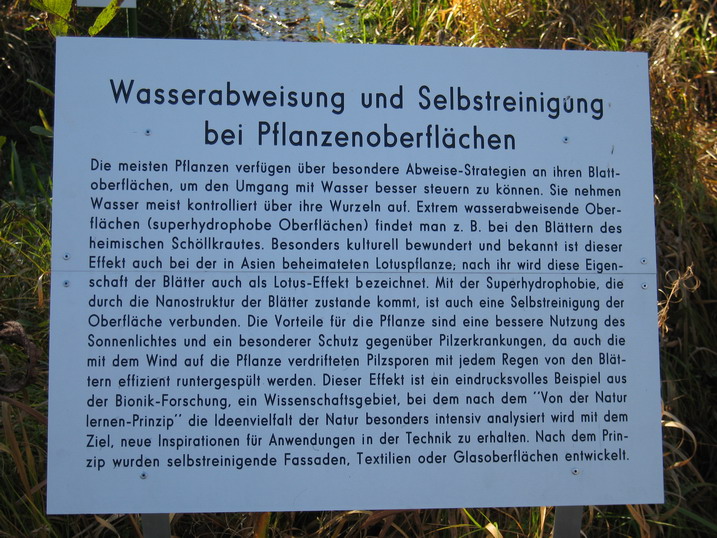 Wasserabweisung und Selbstreinigung
bei Pflanzenoberflächen
Die meisten Pflanzen verfügen über besondere Abweise-Strategien an ihren Blatt-
oberflächen, um den Umgang mit Wasser besser steuern zu können. Sie nehmen
Wasser meist kontrolliert über ihre Wurzeln auf. Extrem wasserabweisende Ober-
flächen (superhydrophobe Oberflächen) findet man z. B. bei den Blättern des
heimischen Schöllkrautes. Besonders kulturell bewundert und bekannt ist dieser
Effekt auch bei der in Asien beheimateten Lotuspflanze; nach ihr wird diese Eigen-
schaft der Blätter auch als Lotus-Effekt bezeichnet. Mit der Superhydrophobie, die
durch die Nanostruktur der Blätter zustande kommt, ist auch eine Selbstreinigung der
Oberfläche verbunden. Die Vorteile für die Pflanze sind eine bessere Nutzung des
Sonnenlichtes und ein besonderer Schutz gegenüber Pilzerkrankungen, da auch die
mit dem Wind auf die Pflanze verdrifteten Pilzsporen mit jedem Regen von den Blät-
tern effizient runtergespült werden. Dieser Effekt ist ein eindrucksvolles Beispiel aus
der Bionik-Forschung, ein Wissenschaftsgebiet, bei dem nach dem "Von der Natur
lernen-Prinzip" die Ideenvielfalt der Natur besonders intensiv analysiert wird mit dem
Ziel, neue Inspirationen für Anwendungen in der Technik zu erhalten. Nach dem Prin-
zip wurden selbstreinigende Fassaden, Textilien oder Glasoberflächen entwickelt.